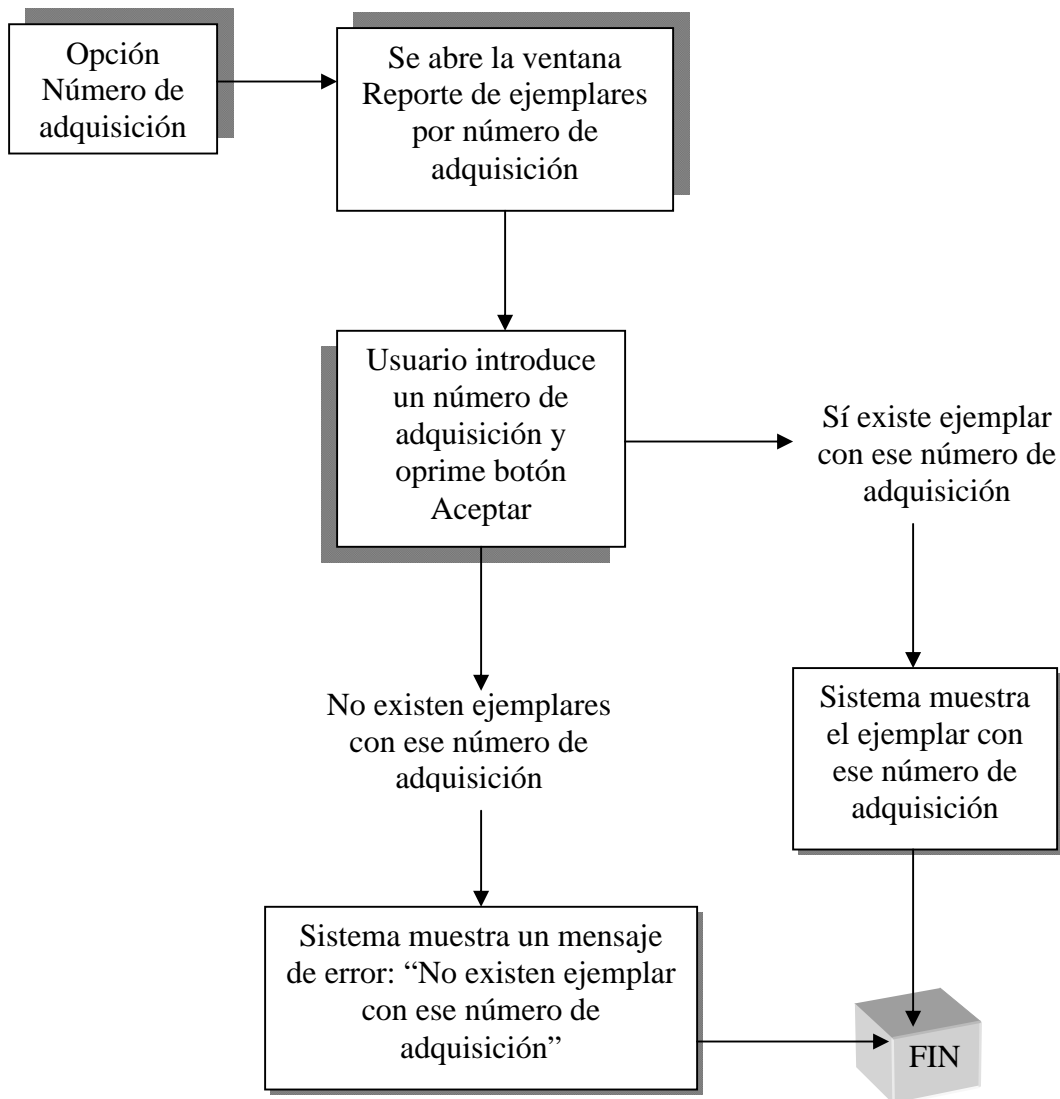 Opción
Número de
adquisición
Se abre la ventana
Reporte de ejemplares
por número de
adquisición
Usuario introduce
un número de
adquisición y
oprime botón
Aceptar
Sí existe ejemplar
con ese número de
adquisición
No existen ejemplares
con ese número de
adquisición
Sistema muestra
el ejemplar con
ese número de
adquisición
Sistema muestra un mensaje
de error: “No existen ejemplar
con ese número de
adquisición”
FIN